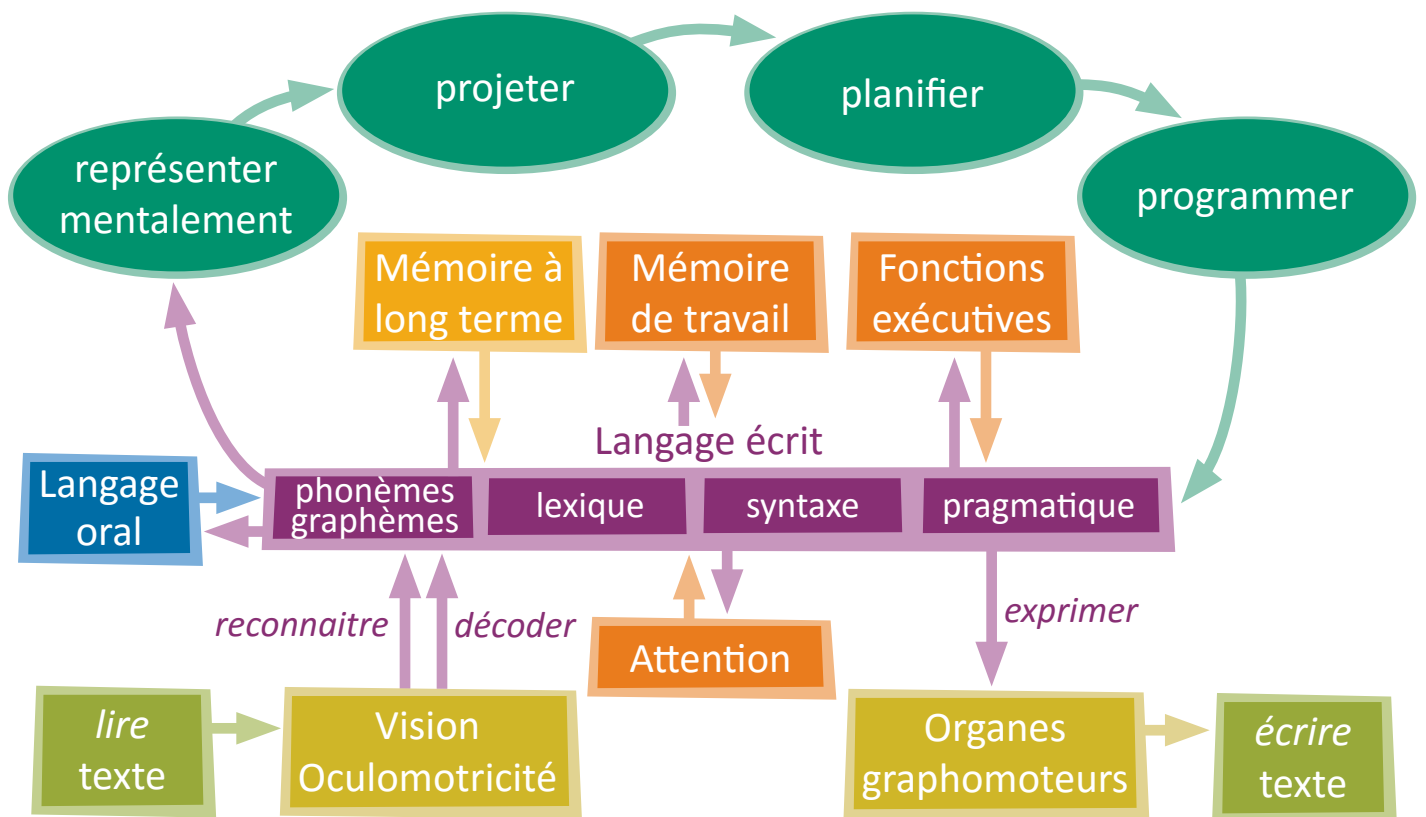 projeter
planifier
représenter
mentalement
programmer
Mémoire à
long terme
Mémoire
de travail
Fonctions
exécutives
Langage écrit
Langage
oral
phonèmes
graphèmes
lexique
syntaxe
pragmatique
reconnaitre
décoder
exprimer
Attention
lire
texte
Vision
Oculomotricité
Organes
graphomoteurs
écrire
texte